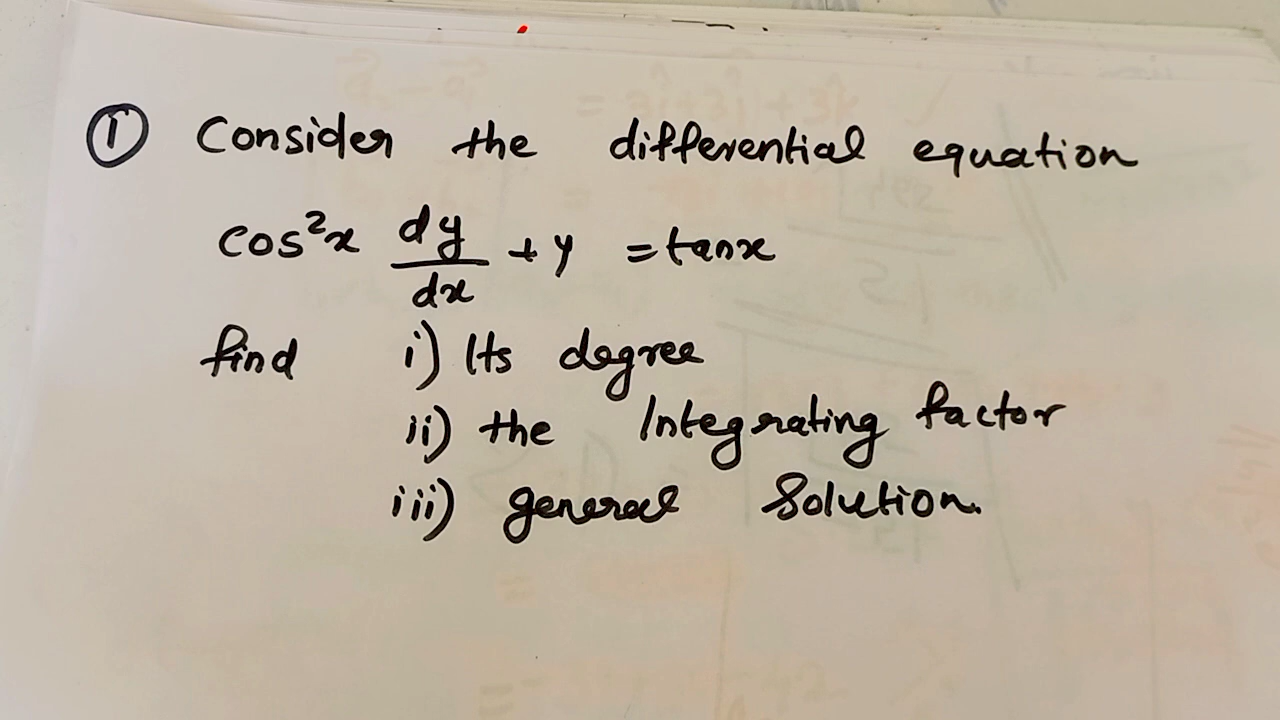 ① Consider the differential equation
cos²x dy/dx + y = tanx
find i) Its degree
ii) the Integrating factor
iii) general Solution.